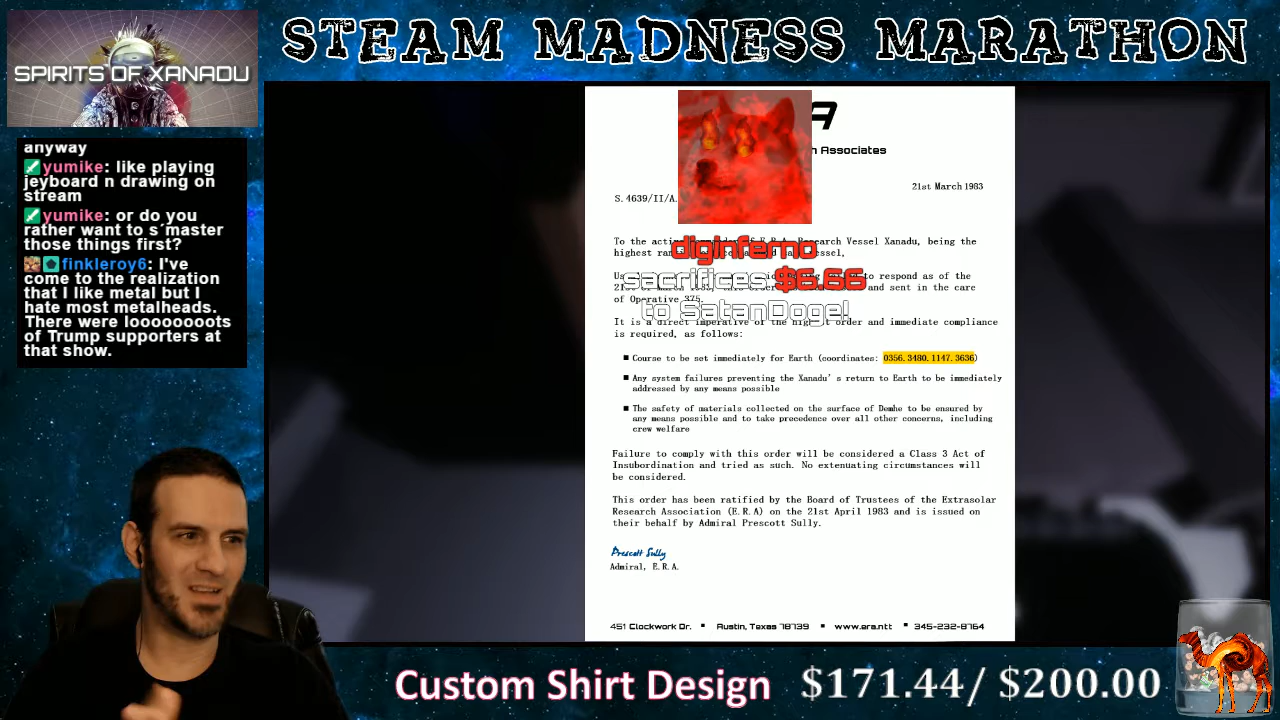 STEAM MADNESS MARATHON
SPIRITS OF XANADU
anyway
yumike: like playing
jeyboard n drawing on
stream
yumike: or do you
rather want to s´master
those things first?
finkleroy6: I've
come to the realization
that I like metal but I
hate most metalheads.
There were looooooots
of Trump supporters at
that show.
Associates
21st March 1983
S.4639/II/A.
diginferno
sacrifices $6.66
to SatanDoge!
To the Research Vessel Xanadu, being the
highest vessel,
to respond as of the
and sent in the care
of Operative 375.
It is a direct imperative of the highest order and immediate compliance
is required, as follows:
■ Course to be set immediately for Earth (coordinates: 0356.3480.1147.3636)
■ Any system failures preventing the Xanadu's return to Earth to be immediately
addressed by any means possible
■ The safety of materials collected on the surface of Demhe to be ensured by
any means possible and to take precedence over all other concerns, including
crew welfare
Failure to comply with this order will be considered a Class 3 Act of
Insubordination and tried as such. No extenuating circumstances will
be considered.
This order has been ratified by the Board of Trustees of the Extrasolar
Research Association (E.R.A) on the 21st April 1983 and is issued on
their behalf by Admiral Prescott Sully.
Prescott Sully
Admiral, E.R.A.
451 Clockwork Dr. ▪ Austin, Texas 78739 ▪ www.era.ntt ▪ 345-232-8764
Custom Shirt Design $171.44/ $200.00